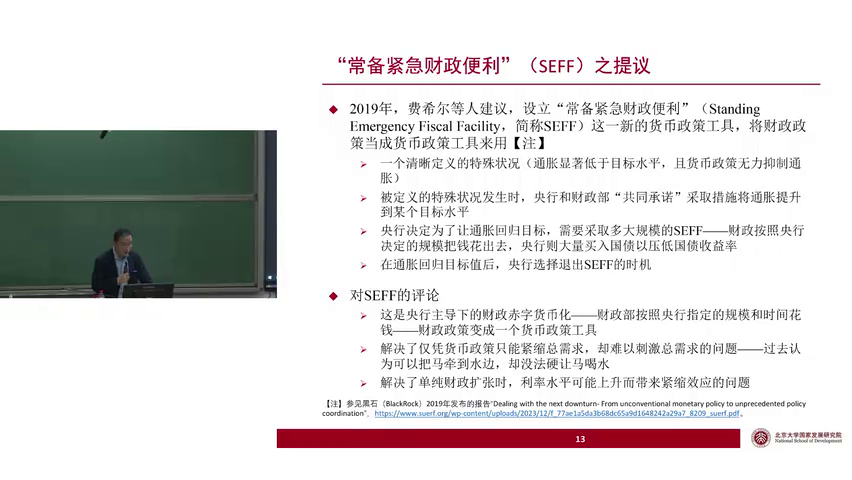 “常备紧急财政便利”（SEFF）之提议
2019年，费希尔等人建议，设立“常备紧急财政便利”（Standing
Emergency Fiscal Facility，简称SEFF）这一新的货币政策工具，将财政政
策当成货币政策工具来用【注】
一个清晰定义的特殊状况（通胀显著低于目标水平，且货币政策无力抑制通
胀）
被定义的特殊状况发生时，央行和财政部“共同承诺”采取措施将通胀提升
到某个目标水平
央行决定为了让通胀回归目标，需要采取多大规模的SEFF——财政按照央行
决定的规模把钱花出去，央行则大量买入国债以压低国债收益率
在通胀回归目标值后，央行选择退出SEFF的时机
对SEFF的评论
这是央行主导下的财政赤字货币化——财政部按照央行指定的规模和时间花
钱——财政政策变成一个货币政策工具
解决了仅凭货币政策只能紧缩总需求，却难以刺激总需求的问题——过去认
为可以把马牵到水边，却没法硬让马喝水
解决了单纯财政扩张时，利率水平可能上升而带来紧缩效应的问题
【注】参见黑石（BlackRock）2019年发布的报告“Dealing with the next downturn- From unconventional monetary policy to unprecedented policy
coordination”，https://www.suerf.org/wp-content/uploads/2023/12/f_77ae1a5da3b68dc65a9d1648242a29a7_8209_suerf.pdf。
13
北京大学国家发展研究院
National School of Development